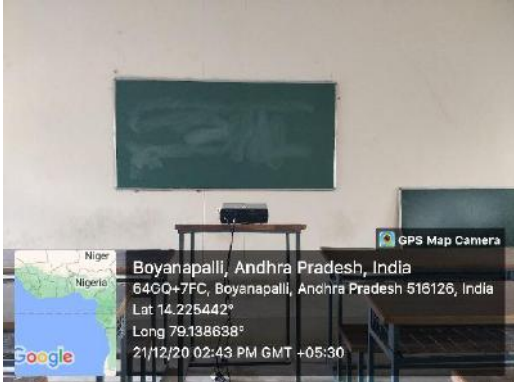 GPS Map Camera
Niger
Nigeria
Google
Boyanapalli, Andhra Pradesh, India
64GQ+7FC, Boyanapalli, Andhra Pradesh 516126, India
Lat 14.225442°
Long 79.138638°
21/12/20 02:43 PM GMT +05:30